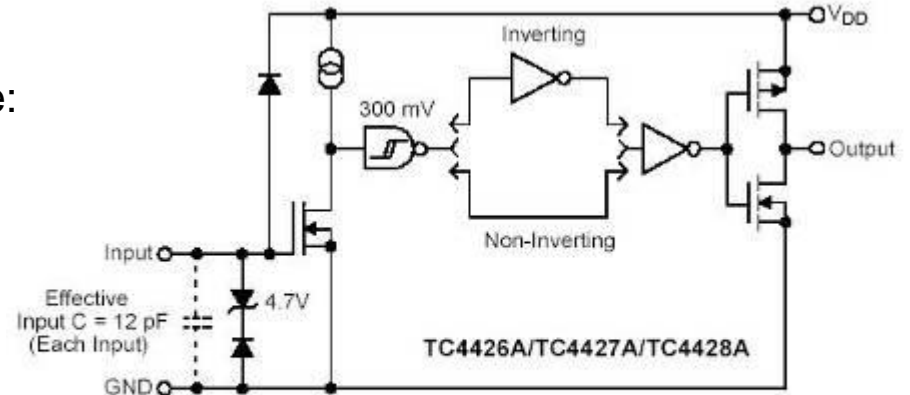 e:
V_DD
Inverting
300 mV
Output
Non-Inverting
Input
4.7V
Effective
Input C = 12 pF
(Each Input)
TC4426A/TC4427A/TC4428A
GND